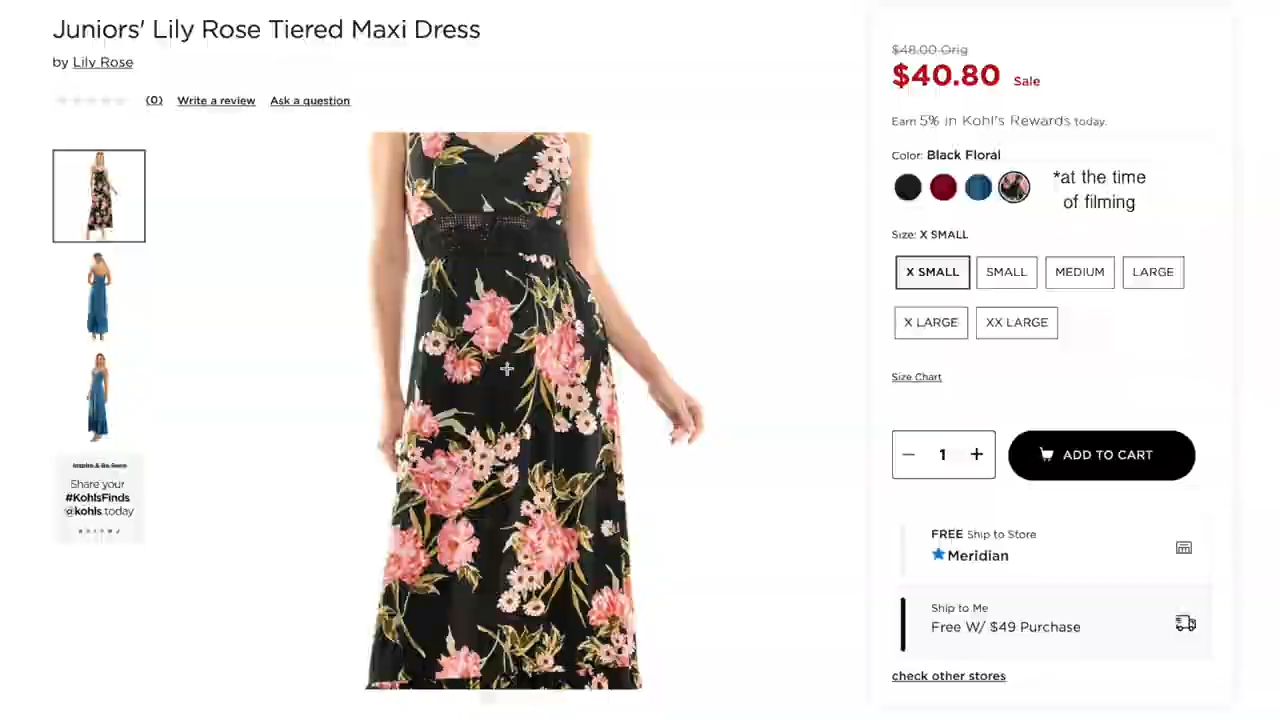 Juniors' Lily Rose Tiered Maxi Dress
by Lily Rose
(0) Write a review Ask a question
Inspire & Be Seen
Share your
#KohlsFinds
@kohls today
$48.00 Orig
$40.80 Sale
Earn 5% in Kohl's Rewards today.
Color: Black Floral
*at the time
of filming
Size: X SMALL
X SMALL SMALL MEDIUM LARGE
X LARGE XX LARGE
Size Chart
1 ADD TO CART
FREE Ship to Store
Meridian
Ship to Me
Free W/ $49 Purchase
check other stores